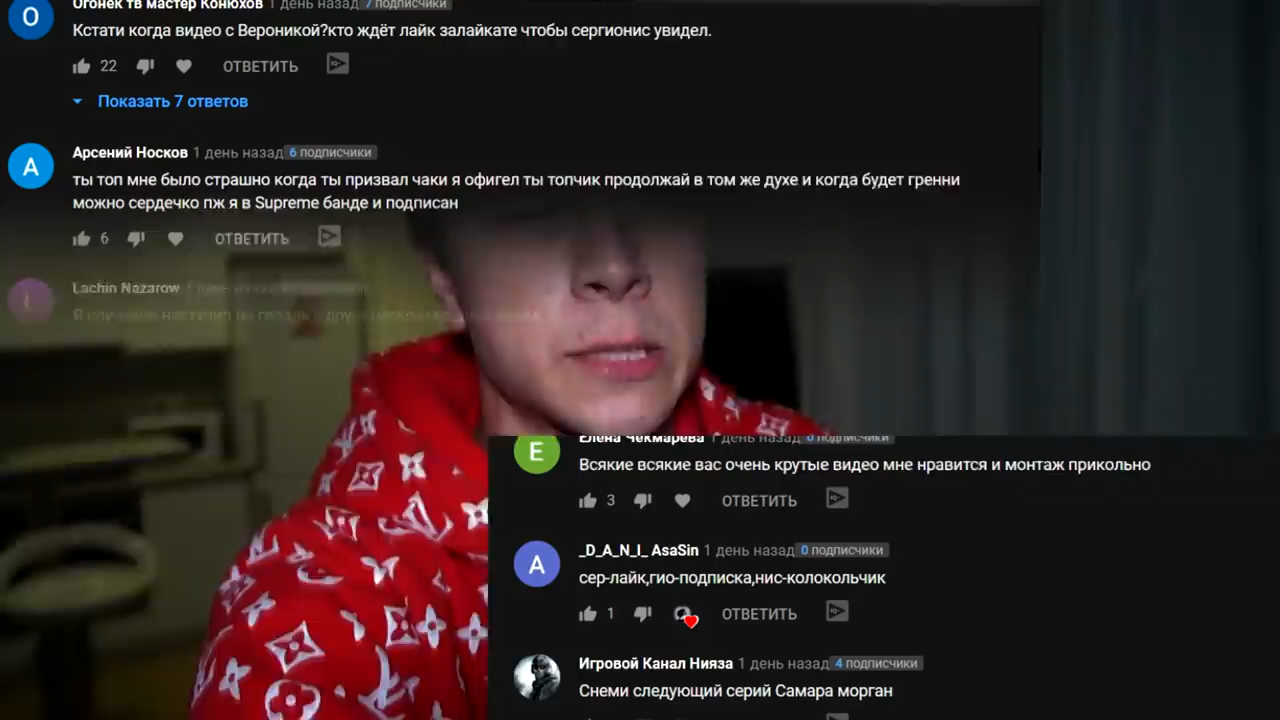 Огонек тв мастер Конюхов 1 день назад 7 подписчики
Кстати когда видео с Вероникой?кто ждёт лайк залайкате чтобы сергионис увидел.
22 ОТВЕТИТЬ
Показать 7 ответов
А
Арсений Носков 1 день назад 6 подписчики
ты топ мне было страшно когда ты призвал чаки я офигел ты топчик продолжай в том же духе и когда будет гренни
можно сердечко пж я в Supreme банде и подписан
6 ОТВЕТИТЬ
Lachin Nazarow 1 день назад
Е
Елена Чекмарева 1 день назад 0 подписчики
Всякие всякие вас очень крутые видео мне нравится и монтаж прикольно
3 ОТВЕТИТЬ
A
_D_A_N_I_ AsaSin 1 день назад 0 подписчики
сер-лайк,гио-подписка,нис-колокольчик
1 ОТВЕТИТЬ
Игровой Канал Нияза 1 день назад 4 подписчики
Снеми следующий серий Самара морган